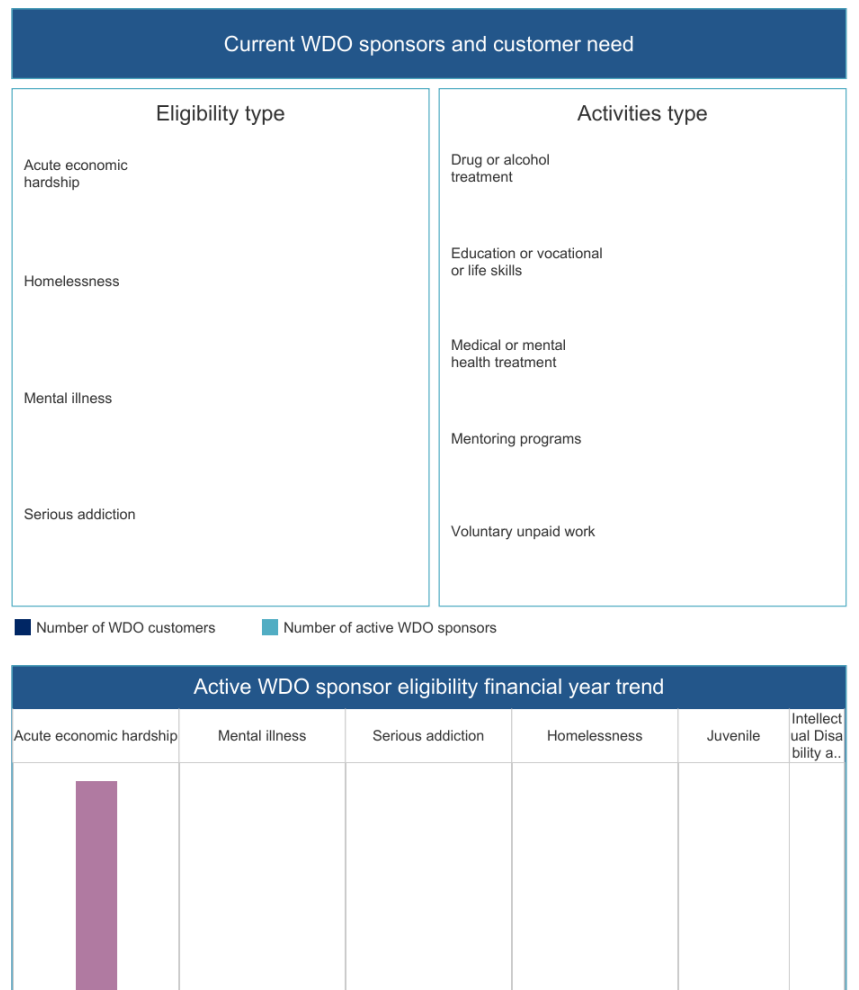 Current WDO sponsors and customer need
Eligibility type
Acute economic
hardship
Homelessness
Mental illness
Serious addiction
Activities type
Drug or alcohol
treatment
Education or vocational
or life skills
Medical or mental
health treatment
Mentoring programs
Voluntary unpaid work
Number of WDO customers
Number of active WDO sponsors
Active WDO sponsor eligibility financial year trend
Acute economic hardship
Mental illness
Serious addiction
Homelessness
Juvenile
Intellect
ual Disa
bility a..